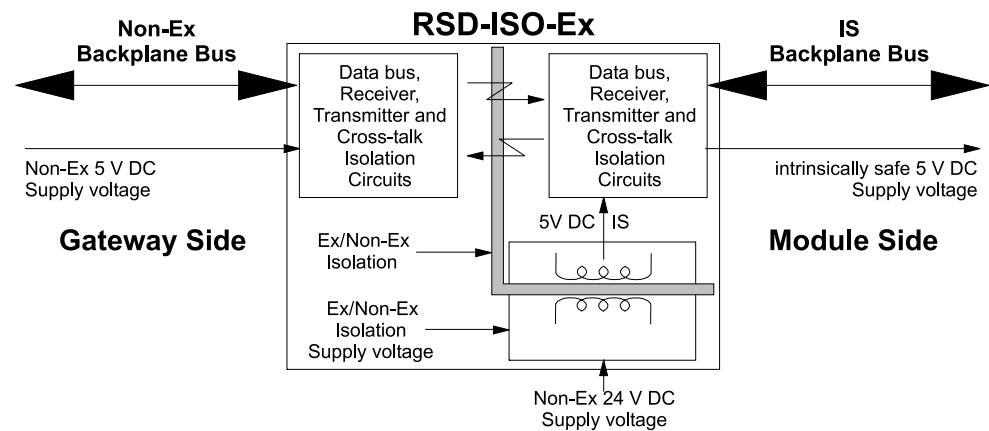 RSD-ISO-Ex
Non-Ex
Backplane Bus
IS
Backplane Bus
Data bus,
Receiver,
Transmitter and
Cross-talk
Isolation
Circuits
Data bus,
Receiver,
Transmitter and
Cross-talk
Isolation
Circuits
Non-Ex 5 V DC
Supply voltage
intrinsically safe 5 V DC
Supply voltage
Gateway Side
5V DC IS
Module Side
Ex/Non-Ex
Isolation
Ex/Non-Ex
Isolation
Supply voltage
Non-Ex 24 V DC
Supply voltage